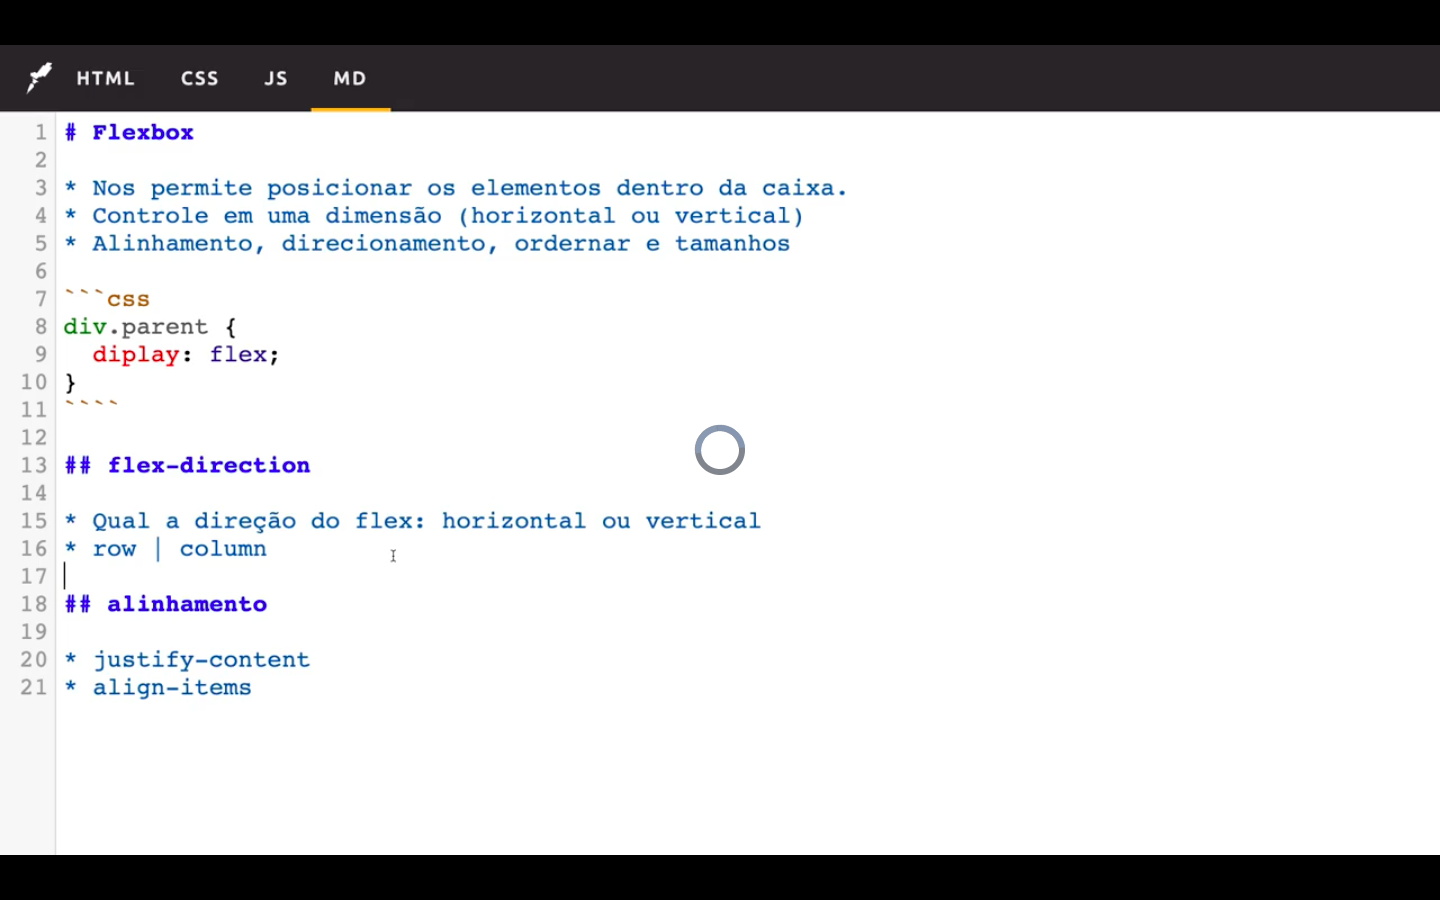 HTML CSS JS MD
1 # Flexbox
2
3 * Nos permite posicionar os elementos dentro da caixa.
4 * Controle em uma dimensão (horizontal ou vertical)
5 * Alinhamento, direcionamento, ordernar e tamanhos
6
7 ```css
8 div.parent {
9   diplay: flex;
10 }
11 ````
12
13 ## flex-direction
14
15 * Qual a direção do flex: horizontal ou vertical
16 * row | column
17
18 ## alinhamento
19
20 * justify-content
21 * align-items